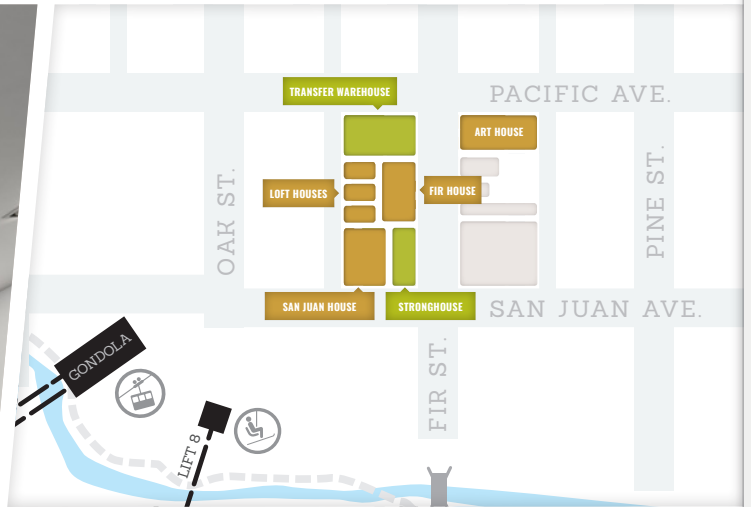 TRANSFER WAREHOUSE
PACIFIC AVE.
ART HOUSE
LOFT HOUSES
FIR HOUSE
OAK ST.
PINE ST.
SAN JUAN HOUSE
STRONGHOUSE
SAN JUAN AVE.
GONDOLA
FIR ST.
LIFT 8